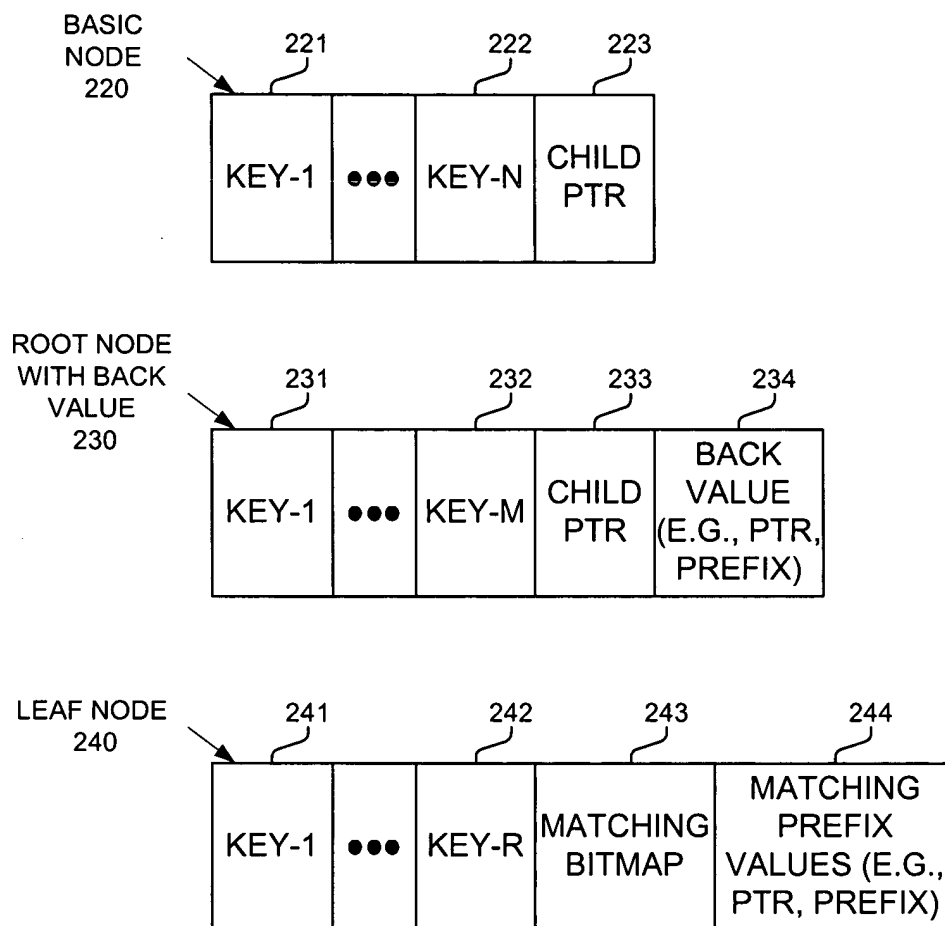 BASIC
NODE
220
221
222
223
KEY-1
●●●
KEY-N
CHILD
PTR
ROOT NODE
WITH BACK
VALUE
230
231
232
233
234
KEY-1
●●●
KEY-M
CHILD
PTR
BACK
VALUE
(E.G., PTR,
PREFIX)
LEAF NODE
240
241
242
243
244
KEY-1
●●●
KEY-R
MATCHING
BITMAP
MATCHING
PREFIX
VALUES (E.G.,
PTR, PREFIX)